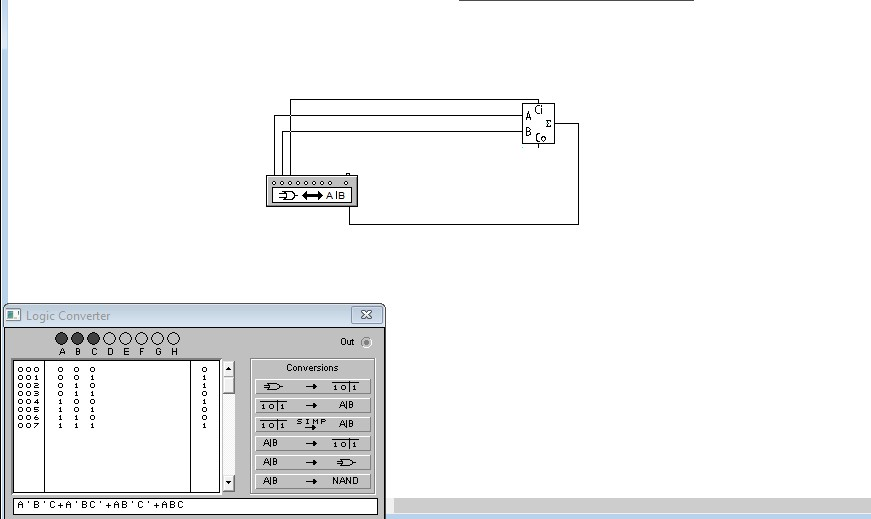 Ci
A
Σ
B
Co
A|B
Logic Converter
Out
A B C D E F G H
000 0 0 0 0
001 0 0 1 1
002 0 1 0 1
003 0 1 1 0
004 1 0 0 1
005 1 0 1 0
006 1 1 0 0
007 1 1 1 1
Conversions
→ 1 0|1
1 0|1 → A|B
1 0|1 SIMP → A|B
A|B → 1 0|1
A|B →
A|B → NAND
A'B'C+A'BC'+AB'C'+ABC